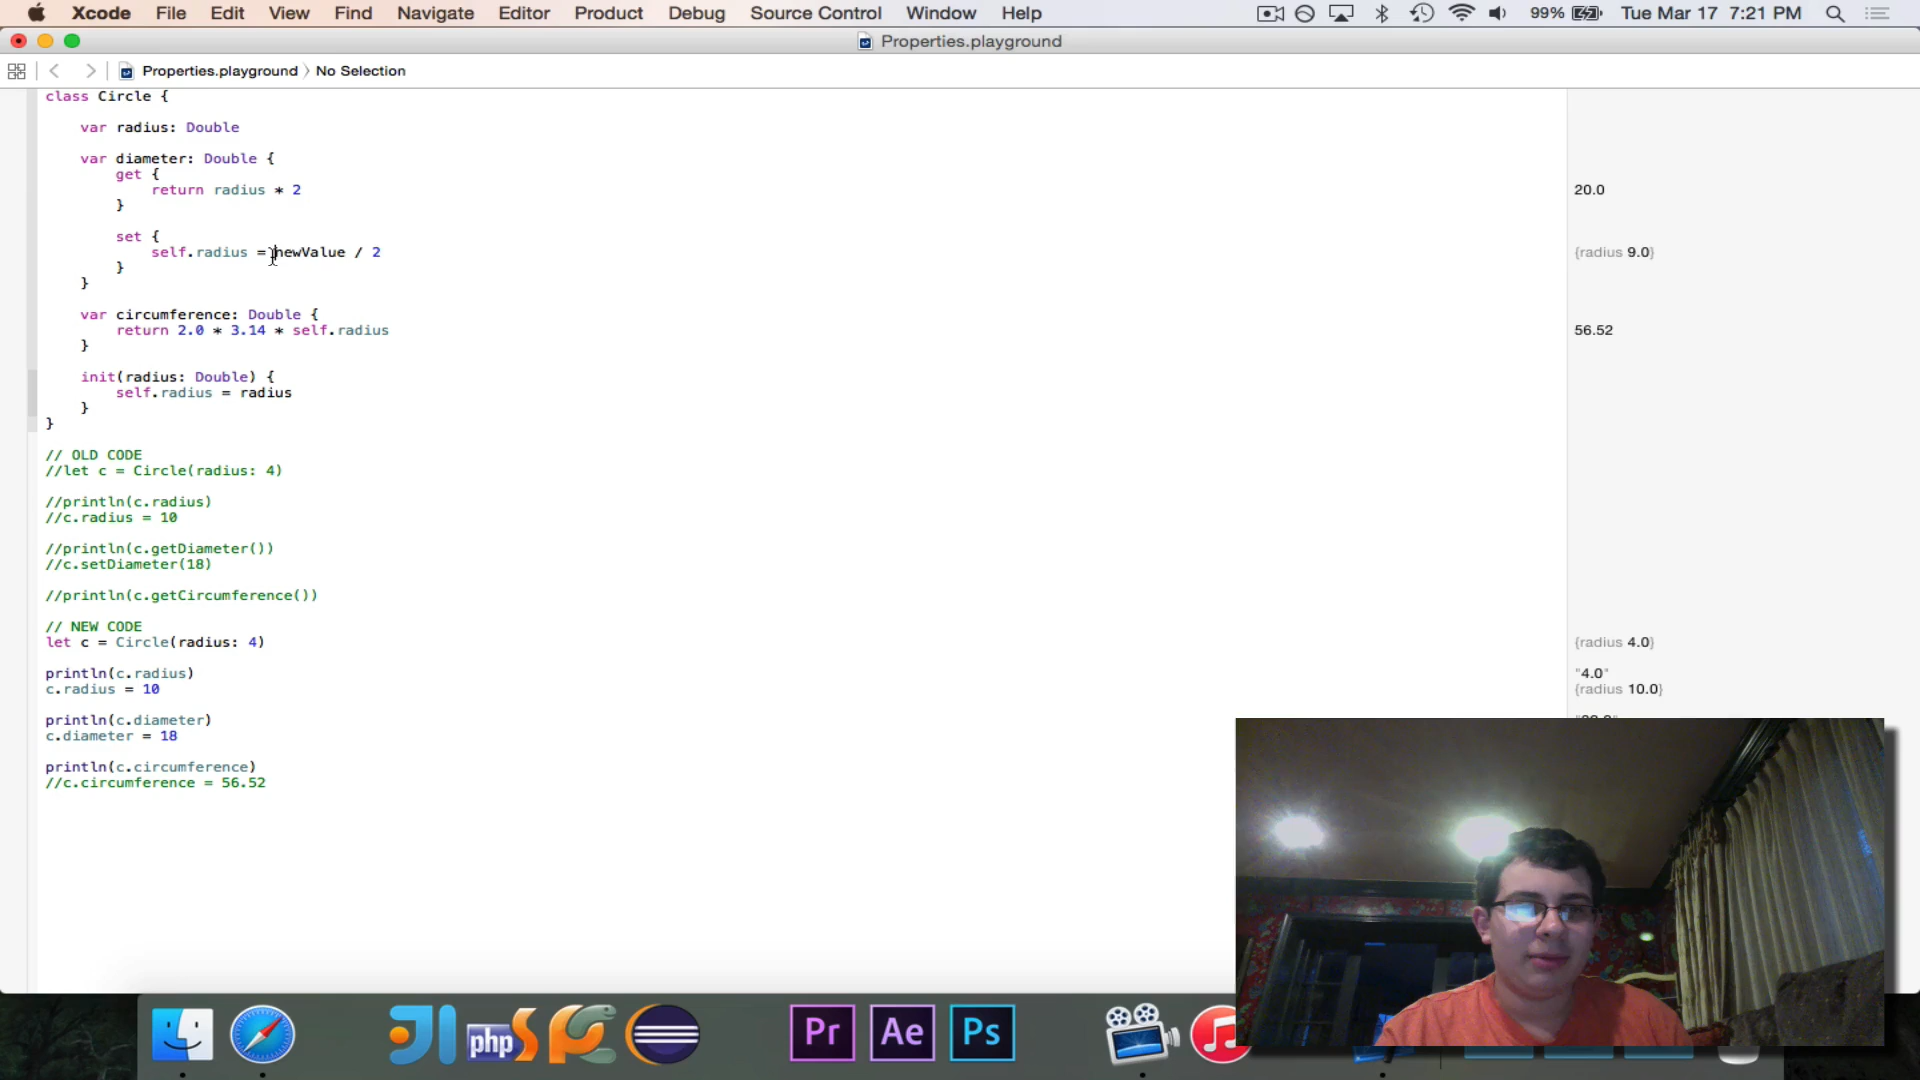 Xcode File Edit View Find Navigate Editor Product Debug Source Control Window Help 99% Tue Mar 17 7:21 PM
Properties.playground
Properties.playground No Selection
class Circle {
var radius: Double
var diameter: Double {
get {
return radius * 2
20.0
}
set {
self.radius = newValue / 2
{radius 9.0}
}
}
var circumference: Double {
return 2.0 * 3.14 * self.radius
56.52
}
init(radius: Double) {
self.radius = radius
}
}
// OLD CODE
//let c = Circle(radius: 4)
//println(c.radius)
//c.radius = 10
//println(c.getDiameter())
//c.setDiameter(18)
//println(c.getCircumference())
// NEW CODE
let c = Circle(radius: 4)
{radius 4.0}
println(c.radius)
"4.0"
c.radius = 10
{radius 10.0}
println(c.diameter)
c.diameter = 18
println(c.circumference)
//c.circumference = 56.52
php
Pr
Ae
Ps